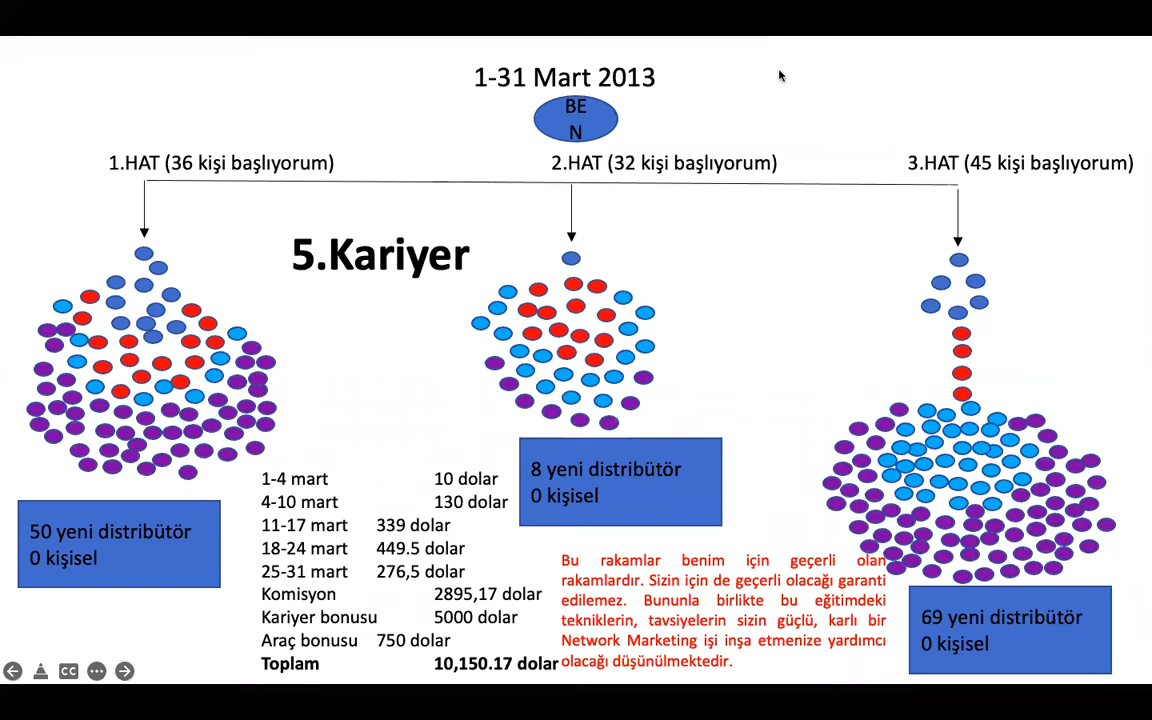 1-31 Mart 2013
BE
N
1.HAT (36 kişi başlıyorum)
2.HAT (32 kişi başlıyorum)
3.HAT (45 kişi başlıyorum)
5.Kariyer
50 yeni distribütör
0 kişisel
8 yeni distribütör
0 kişisel
69 yeni distribütör
0 kişisel
1-4 mart 10 dolar
4-10 mart 130 dolar
11-17 mart 339 dolar
18-24 mart 449.5 dolar
25-31 mart 276,5 dolar
Komisyon 2895,17 dolar
Kariyer bonusu 5000 dolar
Araç bonusu 750 dolar
Toplam 10,150.17 dolar
Bu rakamlar benim için geçerli olan
rakamlardır. Sizin için de geçerli olacağı garanti
edilemez. Bununla birlikte bu eğitimdeki
tekniklerin, tavsiyelerin sizin güçlü, karlı bir
Network Marketing işi inşa etmenize yardımcı
olacağı düşünülmektedir.
CC